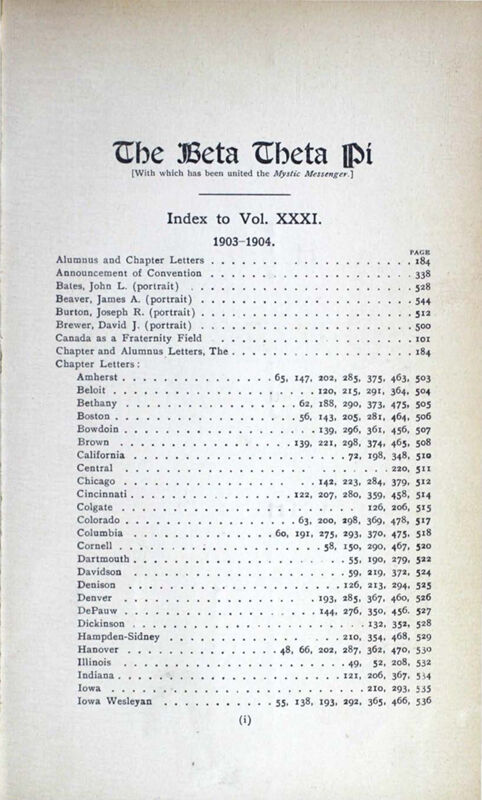 The Beta Theta Pi
[With which has been united the Mystic Messenger.]
Index to Vol. XXXI.
1903-1904.
PAGE
Alumnus and Chapter Letters . . . . . . . . . . . . . . . . . . . . 184
Announcement of Convention . . . . . . . . . . . . . . . . . . . . 338
Bates, John L. (portrait) . . . . . . . . . . . . . . . . . . . . 528
Beaver, James A. (portrait) . . . . . . . . . . . . . . . . . . . . 544
Burton, Joseph R. (portrait) . . . . . . . . . . . . . . . . . . . . 512
Brewer, David J. (portrait) . . . . . . . . . . . . . . . . . . . . 500
Canada as a Fraternity Field . . . . . . . . . . . . . . . . . . . . 101
Chapter and Alumnus Letters, The . . . . . . . . . . . . . . . . . . 184
Chapter Letters:
Amherst . . . . . . . . . . . . . . 65, 147, 202, 285, 375, 463, 503
Beloit . . . . . . . . . . . . . . . . . . 120, 215, 291, 364, 504
Bethany . . . . . . . . . . . . . . . . 62, 188, 290, 373, 475, 505
Boston . . . . . . . . . . . . . . . . 56, 143, 205, 281, 464, 506
Bowdoin . . . . . . . . . . . . . . . . . . 139, 296, 361, 456, 507
Brown . . . . . . . . . . . . . . . . 139, 221, 298, 374, 465, 508
California . . . . . . . . . . . . . . . . . . . . 72, 198, 348, 510
Central . . . . . . . . . . . . . . . . . . . . . . . . 220, 511
Chicago . . . . . . . . . . . . . . . . . . 142, 223, 284, 379, 512
Cincinnati . . . . . . . . . . . . . . 122, 207, 280, 359, 458, 514
Colgate . . . . . . . . . . . . . . . . . . . . . . 126, 206, 515
Colorado . . . . . . . . . . . . . . . . 63, 200, 298, 369, 478, 517
Columbia . . . . . . . . . . . . . . 60, 191, 275, 293, 370, 475, 518
Cornell . . . . . . . . . . . . . . . . . . 58, 150, 290, 467, 520
Dartmouth . . . . . . . . . . . . . . . . . . . . 55, 190, 279, 522
Davidson . . . . . . . . . . . . . . . . . . . . 59, 219, 372, 524
Denison . . . . . . . . . . . . . . . . . . . . 126, 213, 294, 525
Denver . . . . . . . . . . . . . . . . . . 193, 285, 367, 460, 526
DePauw . . . . . . . . . . . . . . . . . . 144, 276, 350, 456, 527
Dickinson . . . . . . . . . . . . . . . . . . . . . . 132, 352, 528
Hampden-Sidney . . . . . . . . . . . . . . . . 210, 354, 468, 529
Hanover . . . . . . . . . . . . . . 48, 66, 202, 287, 362, 470, 530
Illinois . . . . . . . . . . . . . . . . . . . . 49, 52, 208, 532
Indiana . . . . . . . . . . . . . . . . . . . . 121, 206, 367, 534
Iowa . . . . . . . . . . . . . . . . . . . . . . 210, 293, 535
Iowa Wesleyan . . . . . . . . . . . 55, 138, 193, 292, 365, 466, 536
(i)